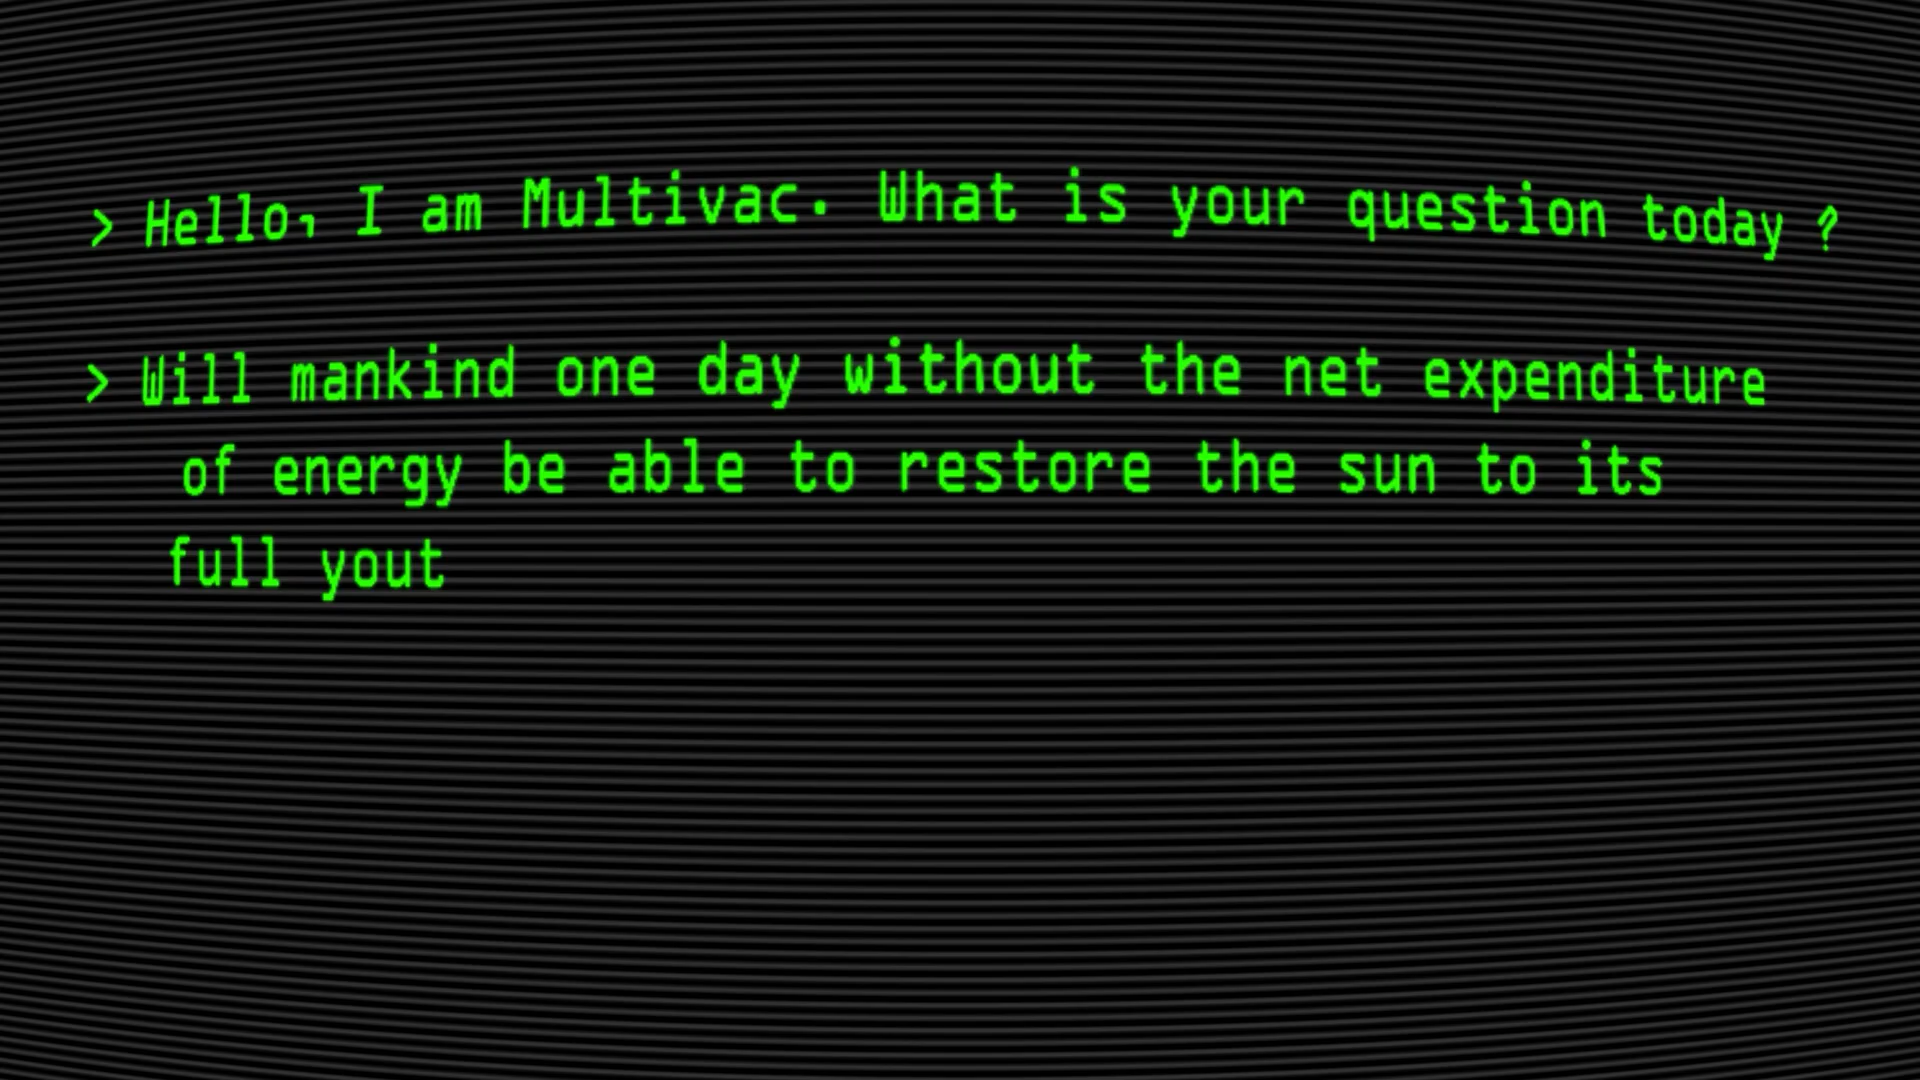 > Hello, I am Multivac. What is your question today ?
> Will mankind one day without the net expenditure
of energy be able to restore the sun to its
full yout